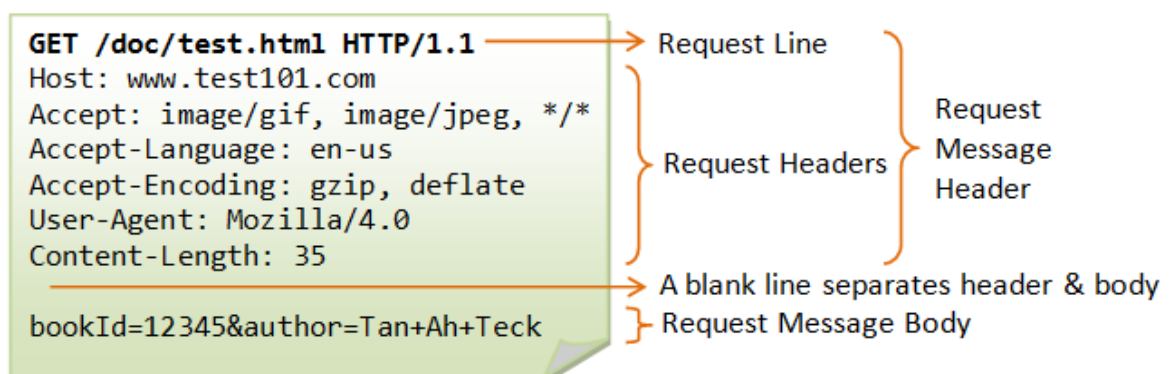 GET /doc/test.html HTTP/1.1
Host: www.test101.com
Accept: image/gif, image/jpeg, */*
Accept-Language: en-us
Accept-Encoding: gzip, deflate
User-Agent: Mozilla/4.0
Content-Length: 35
bookId=12345&author=Tan+Ah+Teck
Request Line
Request Headers
Request
Message
Header
A blank line separates header & body
Request Message Body